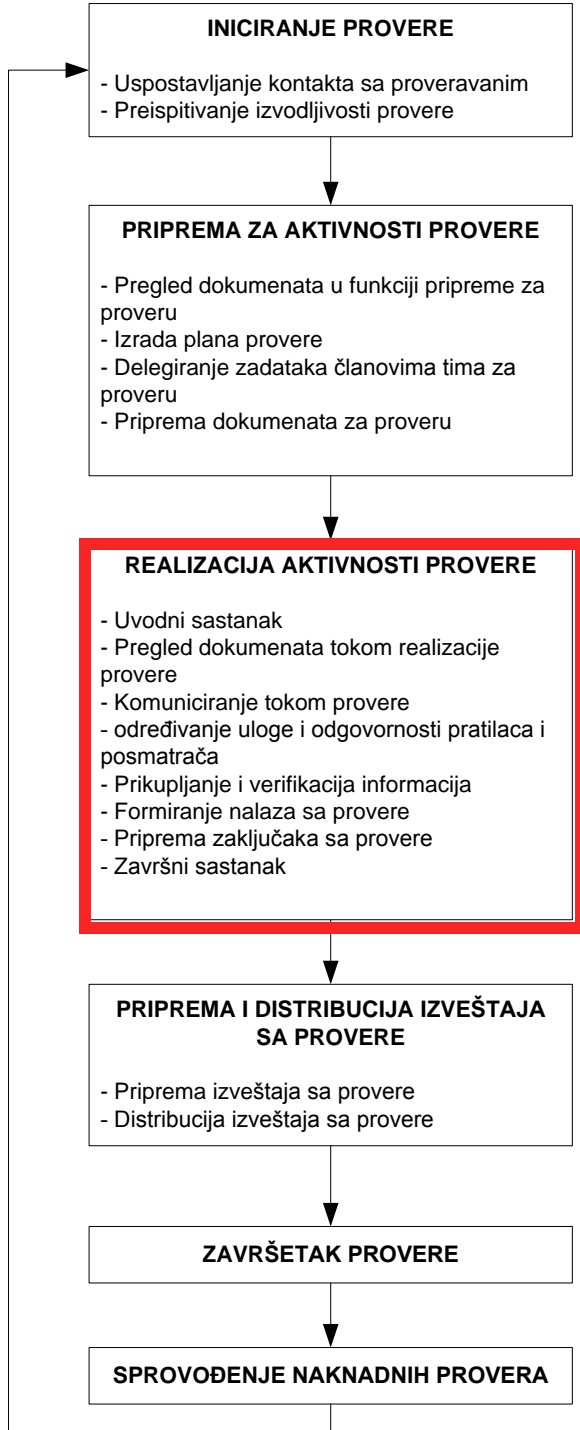 INICIRANJE PROVERE
- Uspostavljanje kontakta sa proveravanim
- Preispitivanje izvodljivosti provere
PRIPREMA ZA AKTIVNOSTI PROVERE
- Pregled dokumenata u funkciji pripreme za
proveru
- Izrada plana provere
- Delegiranje zadataka članovima tima za
proveru
- Priprema dokumenata za proveru
REALIZACIJA AKTIVNOSTI PROVERE
- Uvodni sastanak
- Pregled dokumenata tokom realizacije
provere
- Komuniciranje tokom provere
- određivanje uloge i odgovornosti pratilaca i
posmatrača
- Prikupljanje i verifikacija informacija
- Formiranje nalaza sa provere
- Priprema zaključaka sa provere
- Završni sastanak
PRIPREMA I DISTRIBUCIJA IZVEŠTAJA
SA PROVERE
- Priprema izveštaja sa provere
- Distribucija izveštaja sa provere
ZAVRŠETAK PROVERE
SPROVOĐENJE NAKNADNIH PROVERA